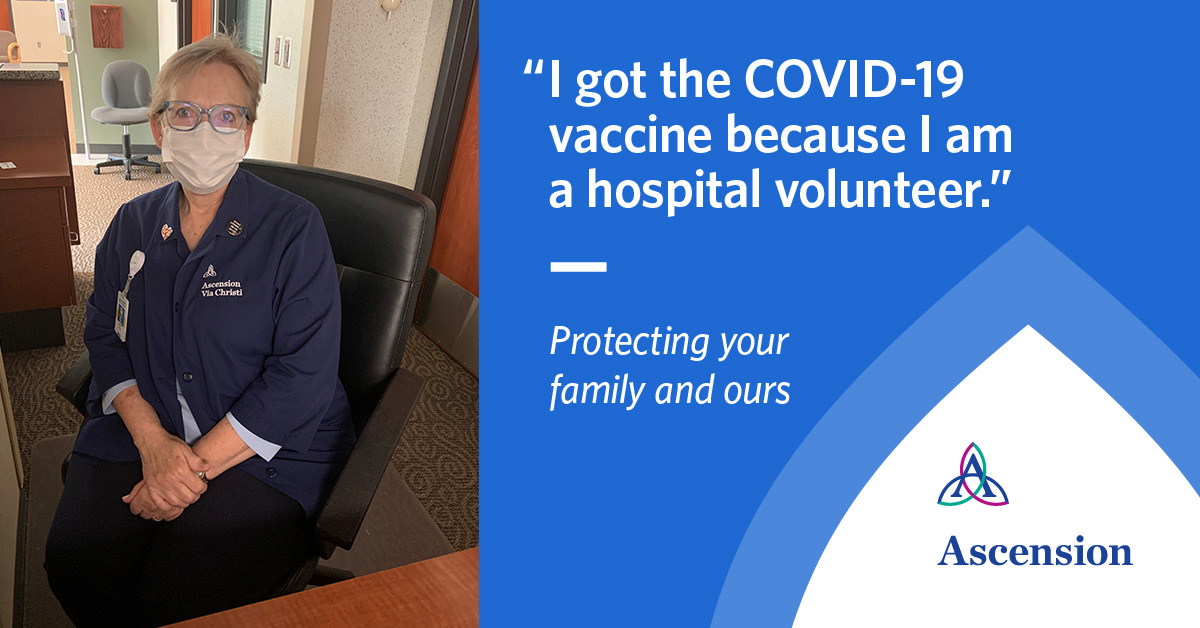 Ascension
Via Christi
“I got the COVID-19
vaccine because I am
a hospital volunteer.”
Protecting your
family and ours
A
Ascension